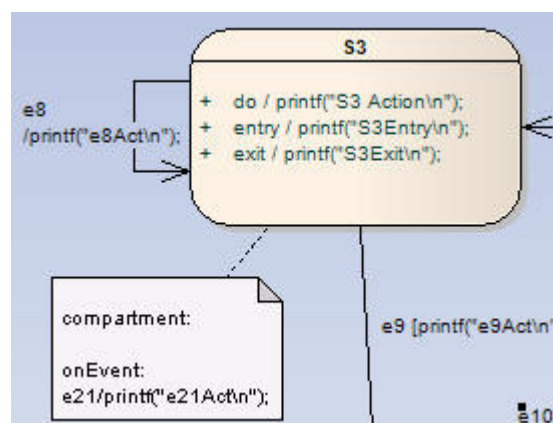 S3
+ do / printf("S3 Action\n");
+ entry / printf("S3Entry\n");
+ exit / printf("S3Exit\n");
e8
/printf("e8Act\n");
compartment:
onEvent:
e21/printf("e21Act\n");
e9 [printf("e9Act\n"
e10